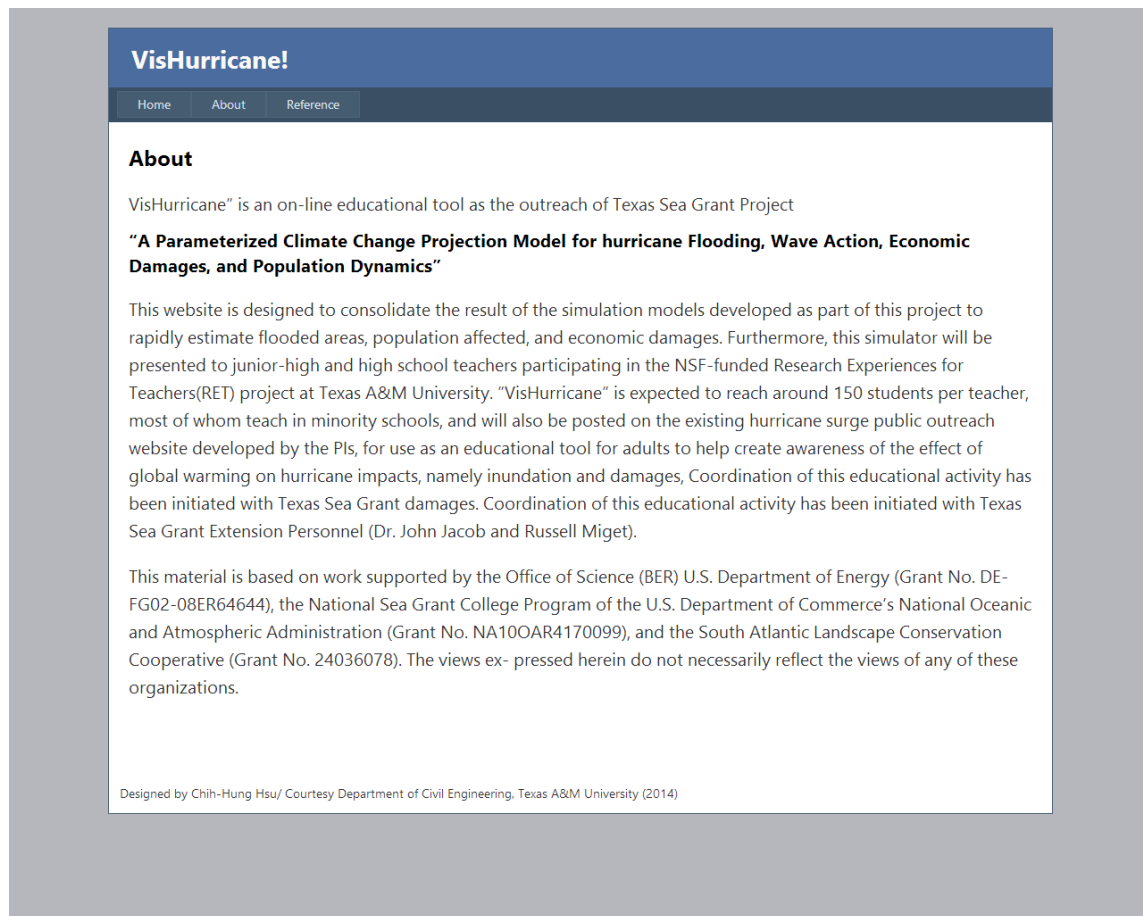 VisHurricane!
Home About Reference
About
VisHurricane” is an on-line educational tool as the outreach of Texas Sea Grant Project
“A Parameterized Climate Change Projection Model for hurricane Flooding, Wave Action, Economic
Damages, and Population Dynamics”
This website is designed to consolidate the result of the simulation models developed as part of this project to
rapidly estimate flooded areas, population affected, and economic damages. Furthermore, this simulator will be
presented to junior-high and high school teachers participating in the NSF-funded Research Experiences for
Teachers(RET) project at Texas A&M University. ”VisHurricane” is expected to reach around 150 students per teacher,
most of whom teach in minority schools, and will also be posted on the existing hurricane surge public outreach
website developed by the PIs, for use as an educational tool for adults to help create awareness of the effect of
global warming on hurricane impacts, namely inundation and damages, Coordination of this educational activity has
been initiated with Texas Sea Grant damages. Coordination of this educational activity has been initiated with Texas
Sea Grant Extension Personnel (Dr. John Jacob and Russell Miget).
This material is based on work supported by the Office of Science (BER) U.S. Department of Energy (Grant No. DE-
FG02-08ER64644), the National Sea Grant College Program of the U.S. Department of Commerce’s National Oceanic
and Atmospheric Administration (Grant No. NA10OAR4170099), and the South Atlantic Landscape Conservation
Cooperative (Grant No. 24036078). The views ex- pressed herein do not necessarily reflect the views of any of these
organizations.
Designed by Chih-Hung Hsu/ Courtesy Department of Civil Engineering, Texas A&M University (2014)